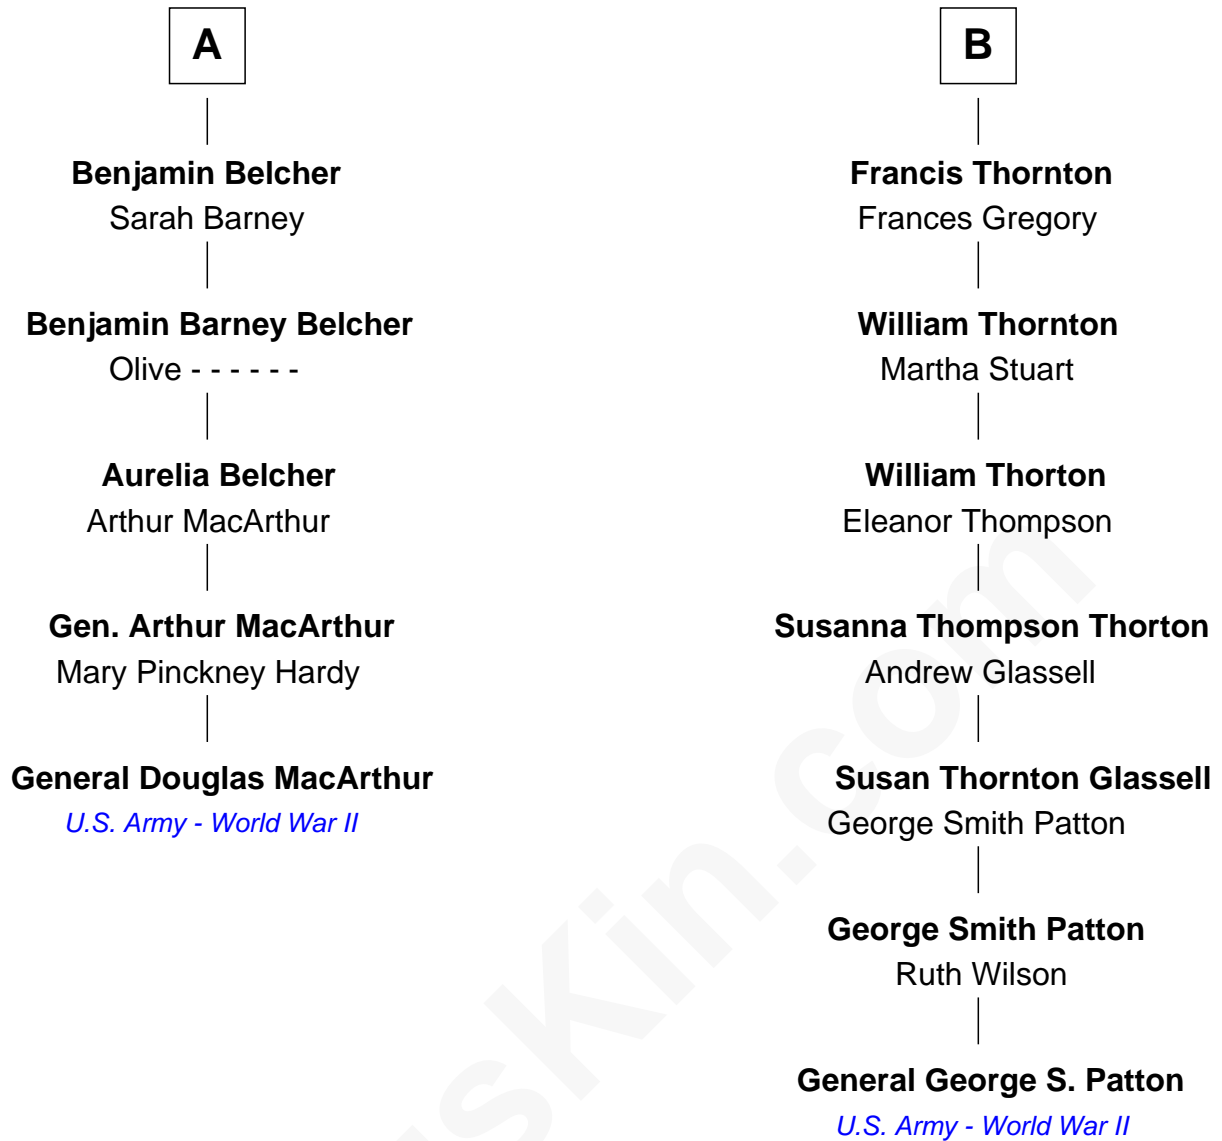 A
Benjamin Belcher
Sarah Barney
Benjamin Barney Belcher
Olive - - - - - -
Aurelia Belcher
Arthur MacArthur
Gen. Arthur MacArthur
Mary Pinckney Hardy
General Douglas MacArthur
U.S. Army - World War II
B
Francis Thornton
Frances Gregory
William Thornton
Martha Stuart
William Thorton
Eleanor Thompson
Susanna Thompson Thorton
Andrew Glassell
Susan Thornton Glassell
George Smith Patton
George Smith Patton
Ruth Wilson
General George S. Patton
U.S. Army - World War II
sKin.com